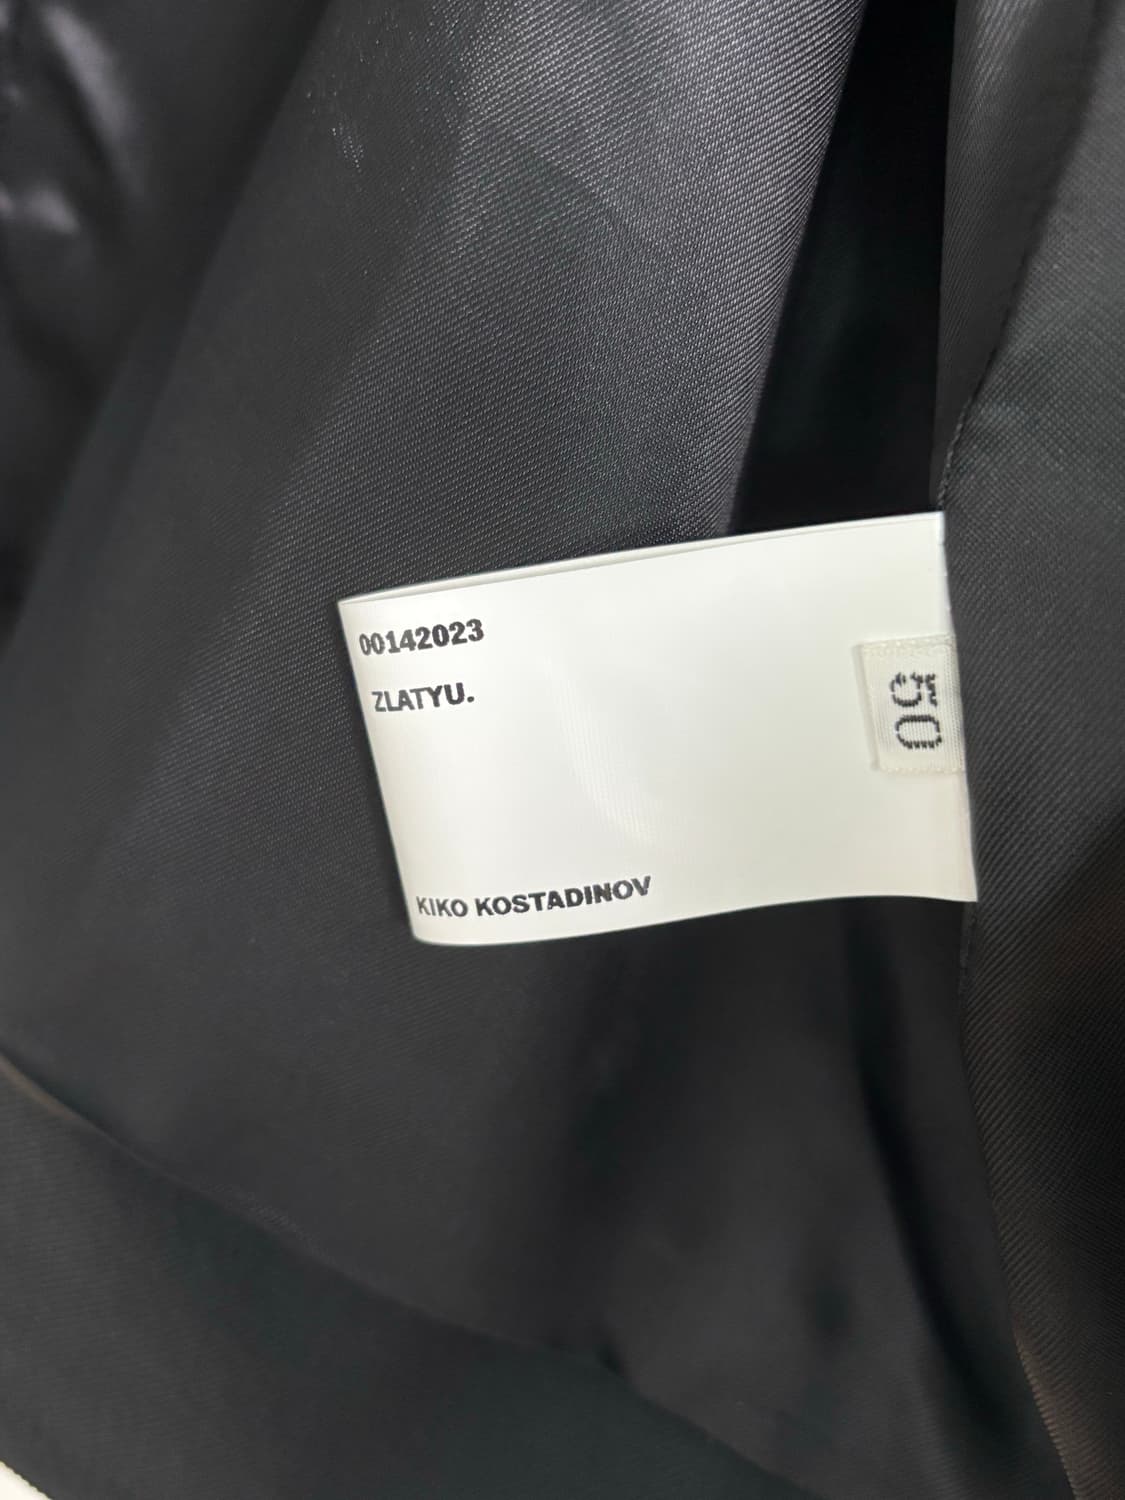 00142023
ZLATYU.
50
KIKO KOSTADINOV